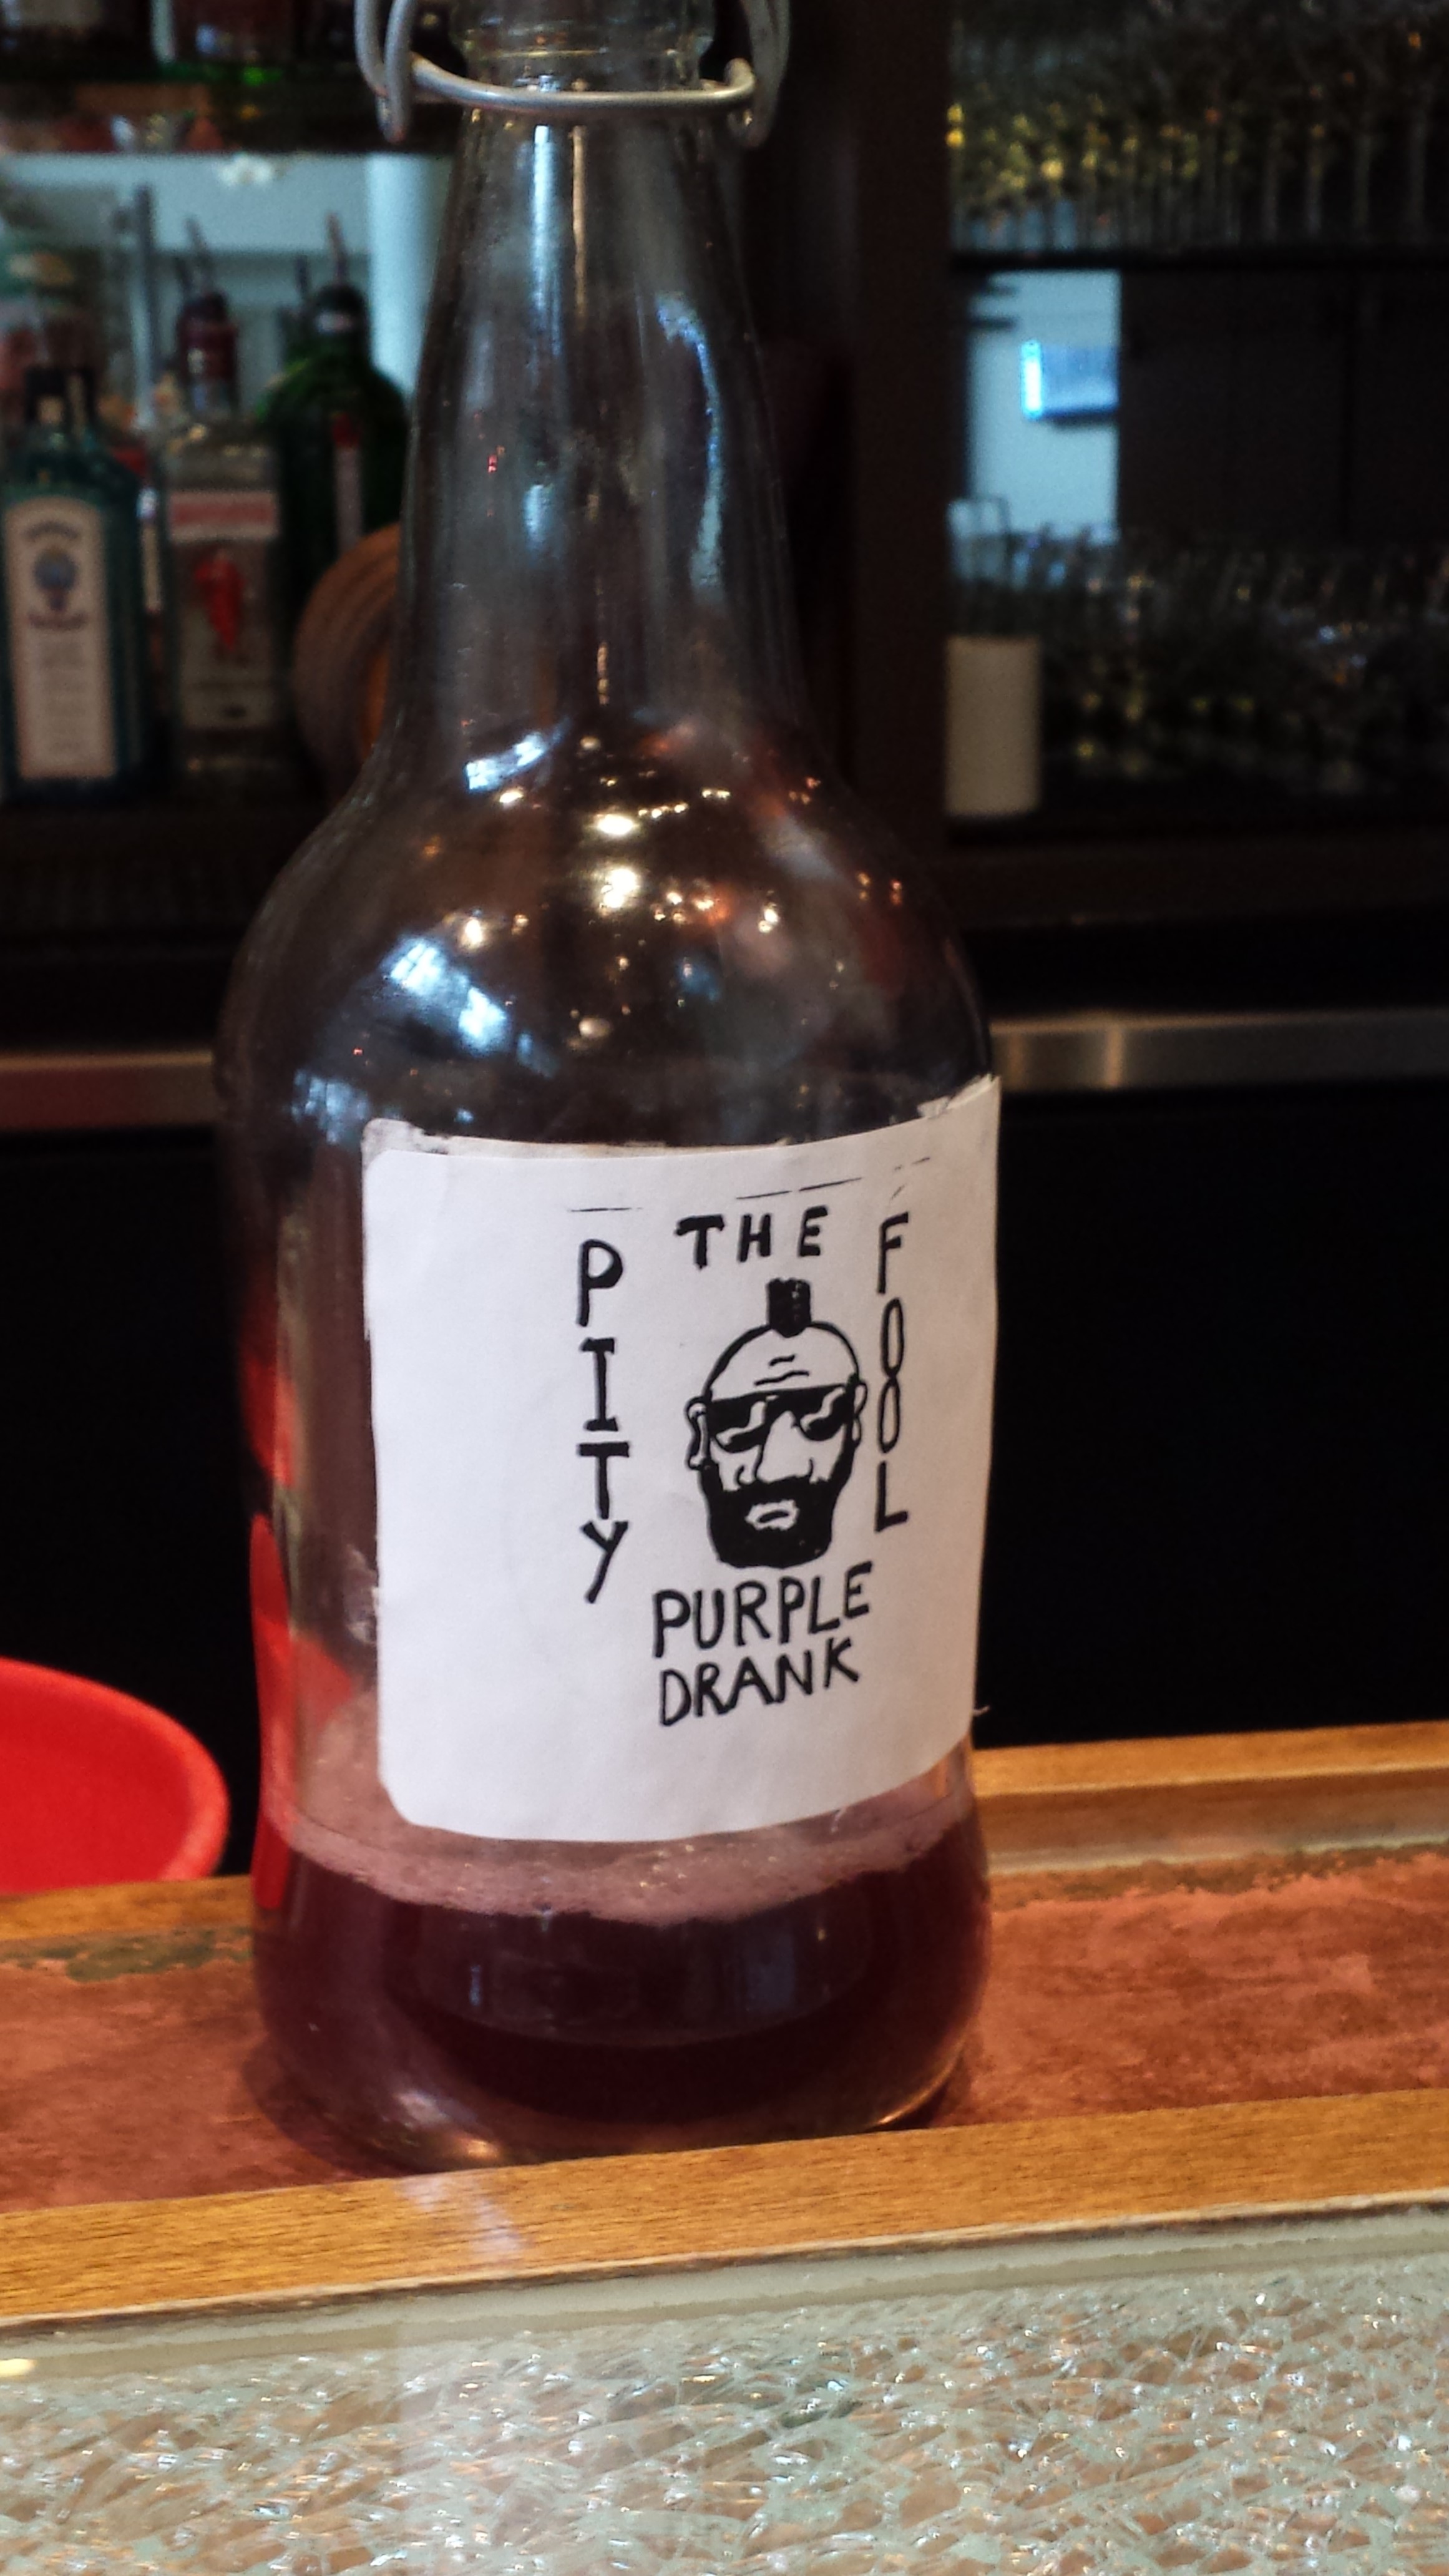 PITY
THE
FOOL
PURPLE
DRANK